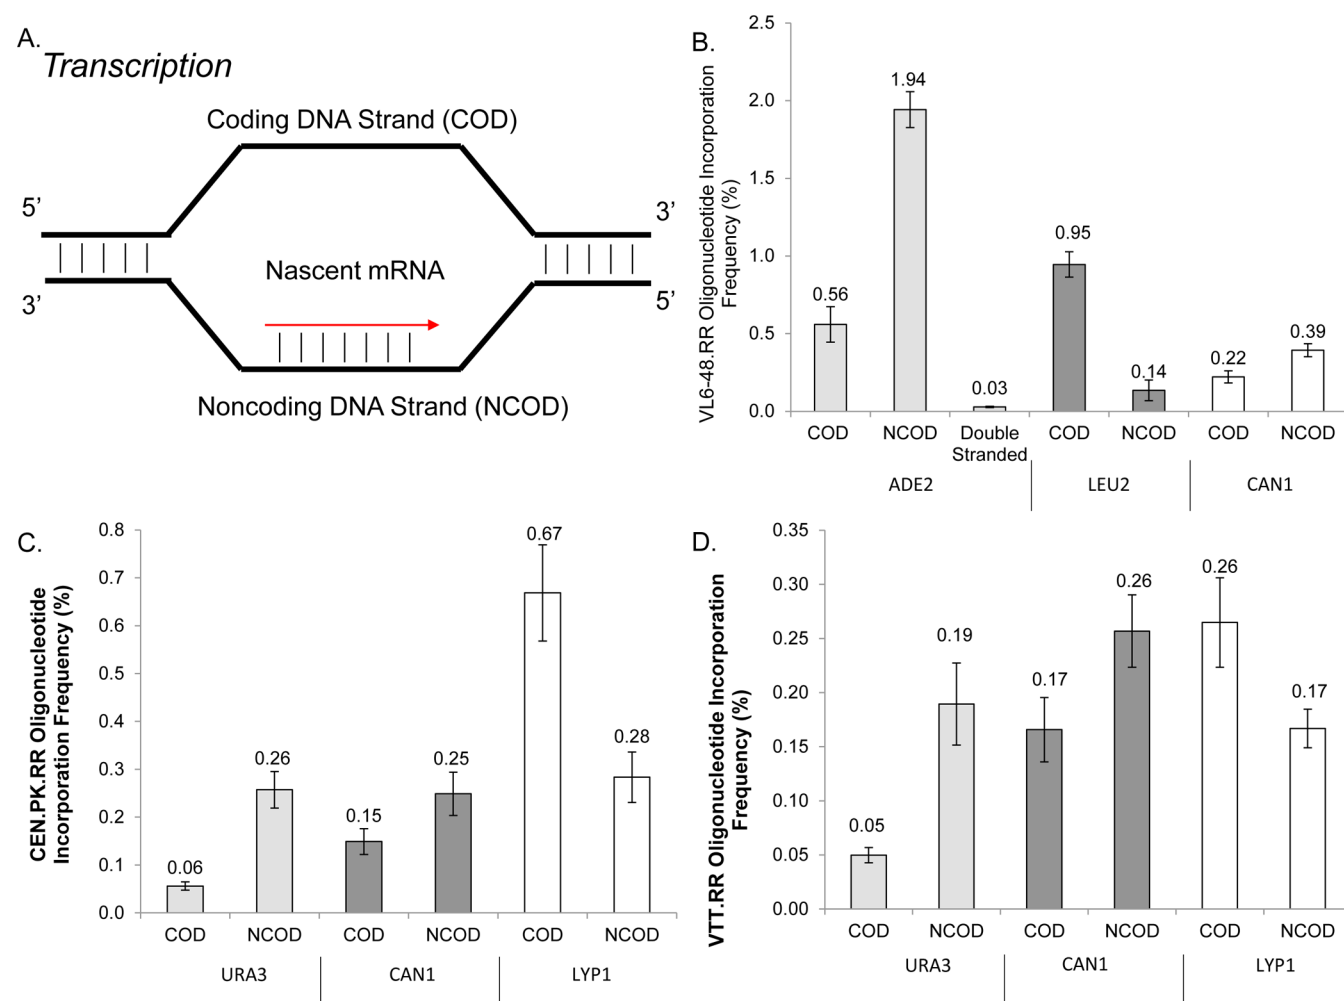 A.
Transcription
Coding DNA Strand (COD)
5’
3’
Nascent mRNA
3’
5’
Noncoding DNA Strand (NCOD)
B.
VL6-48.RR Oligonucleotide Incorporation
Frequency (%)
2.5
2.0
1.5
1.0
0.5
0.0
0.56
1.94
0.03
0.95
0.14
0.22
0.39
COD
NCOD
Double
Stranded
COD
NCOD
COD
NCOD
ADE2
LEU2
CAN1
C.
CEN.PK.RR Oligonucleotide
Incorporation Frequency (%)
0.8
0.7
0.6
0.5
0.4
0.3
0.2
0.1
0.0
0.06
0.26
0.15
0.25
0.67
0.28
COD
NCOD
COD
NCOD
COD
NCOD
URA3
CAN1
LYP1
D.
VTT.RR Oligonucleotide Incorporation
Frequency (%)
0.35
0.30
0.25
0.20
0.15
0.10
0.05
0.00
0.05
0.19
0.17
0.26
0.26
0.17
COD
NCOD
COD
NCOD
COD
NCOD
URA3
CAN1
LYP1